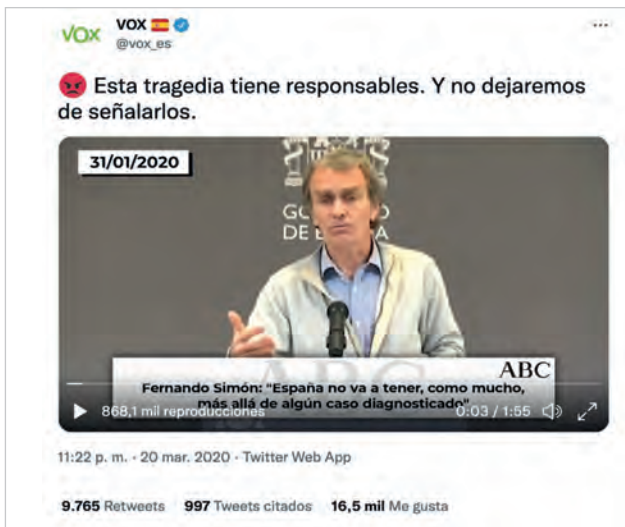 VOX
VOX 🇪🇸
@vox_es
😡 Esta tragedia tiene responsables. Y no dejaremos
de señalarlos.
31/01/2020
DE
ABC
Fernando Simón: "España no va a tener, como mucho,
más allá de algún caso diagnosticado"
868,1 mil reproducciones
0:03 / 1:55
11:22 p. m. · 20 mar. 2020 · Twitter Web App
9.765 Retweets 997 Tweets citados 16,5 mil Me gusta